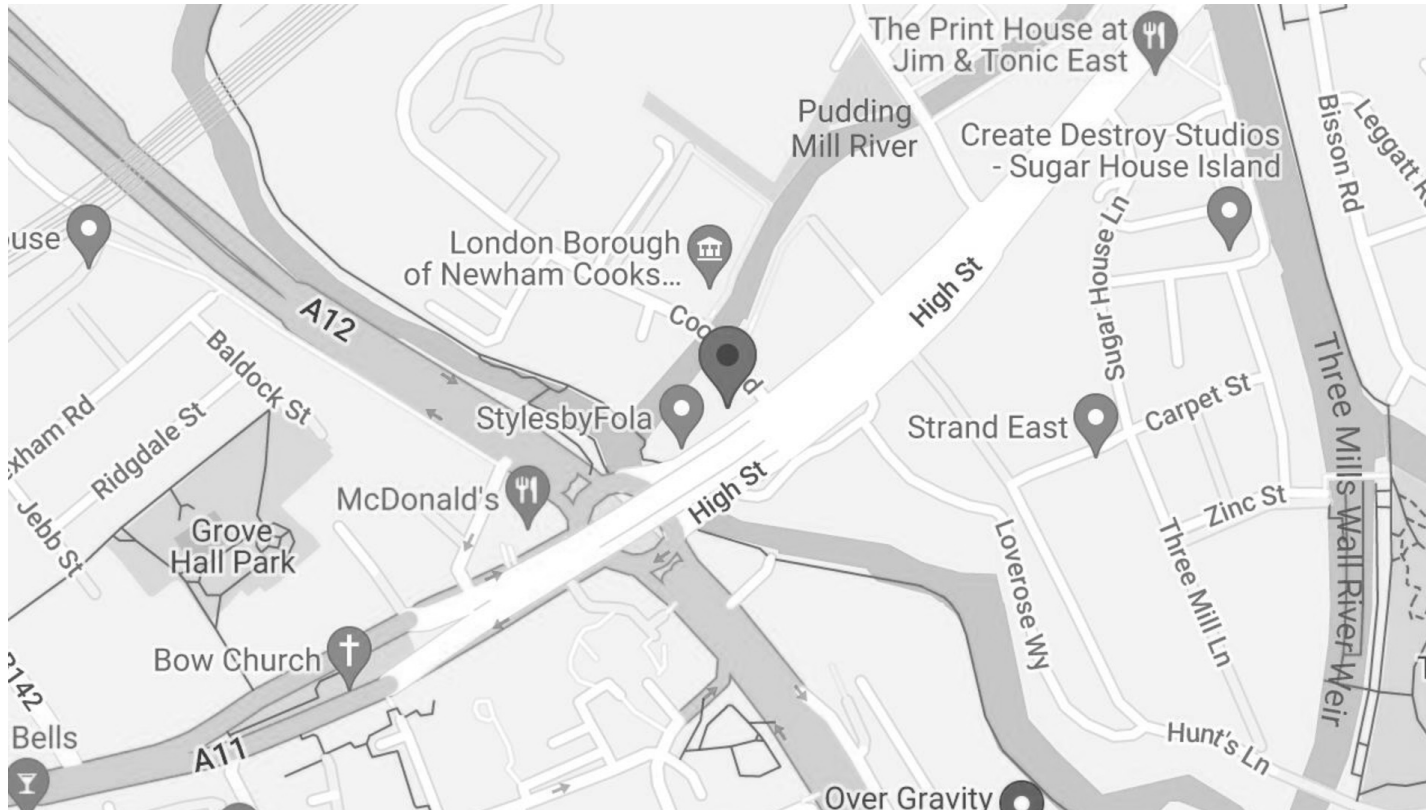 The Print House at
Jim & Tonic East
Pudding
Mill River
Create Destroy Studios
- Sugar House Island
Bisson Rd
Leggatt
London Borough
of Newham Cooks...
High St
Sugar House Ln
A12
Baldock St
StylesbyFola
Strand East
Carpet St
Three Mills Wall River Weir
Ridgdale St
McDonald's
High St
Zinc St
Jebb St
Grove
Hall Park
Loverose Wy
Three Mill Ln
Bow Church
A11
Bells
Hunt's Ln
Over Gravity